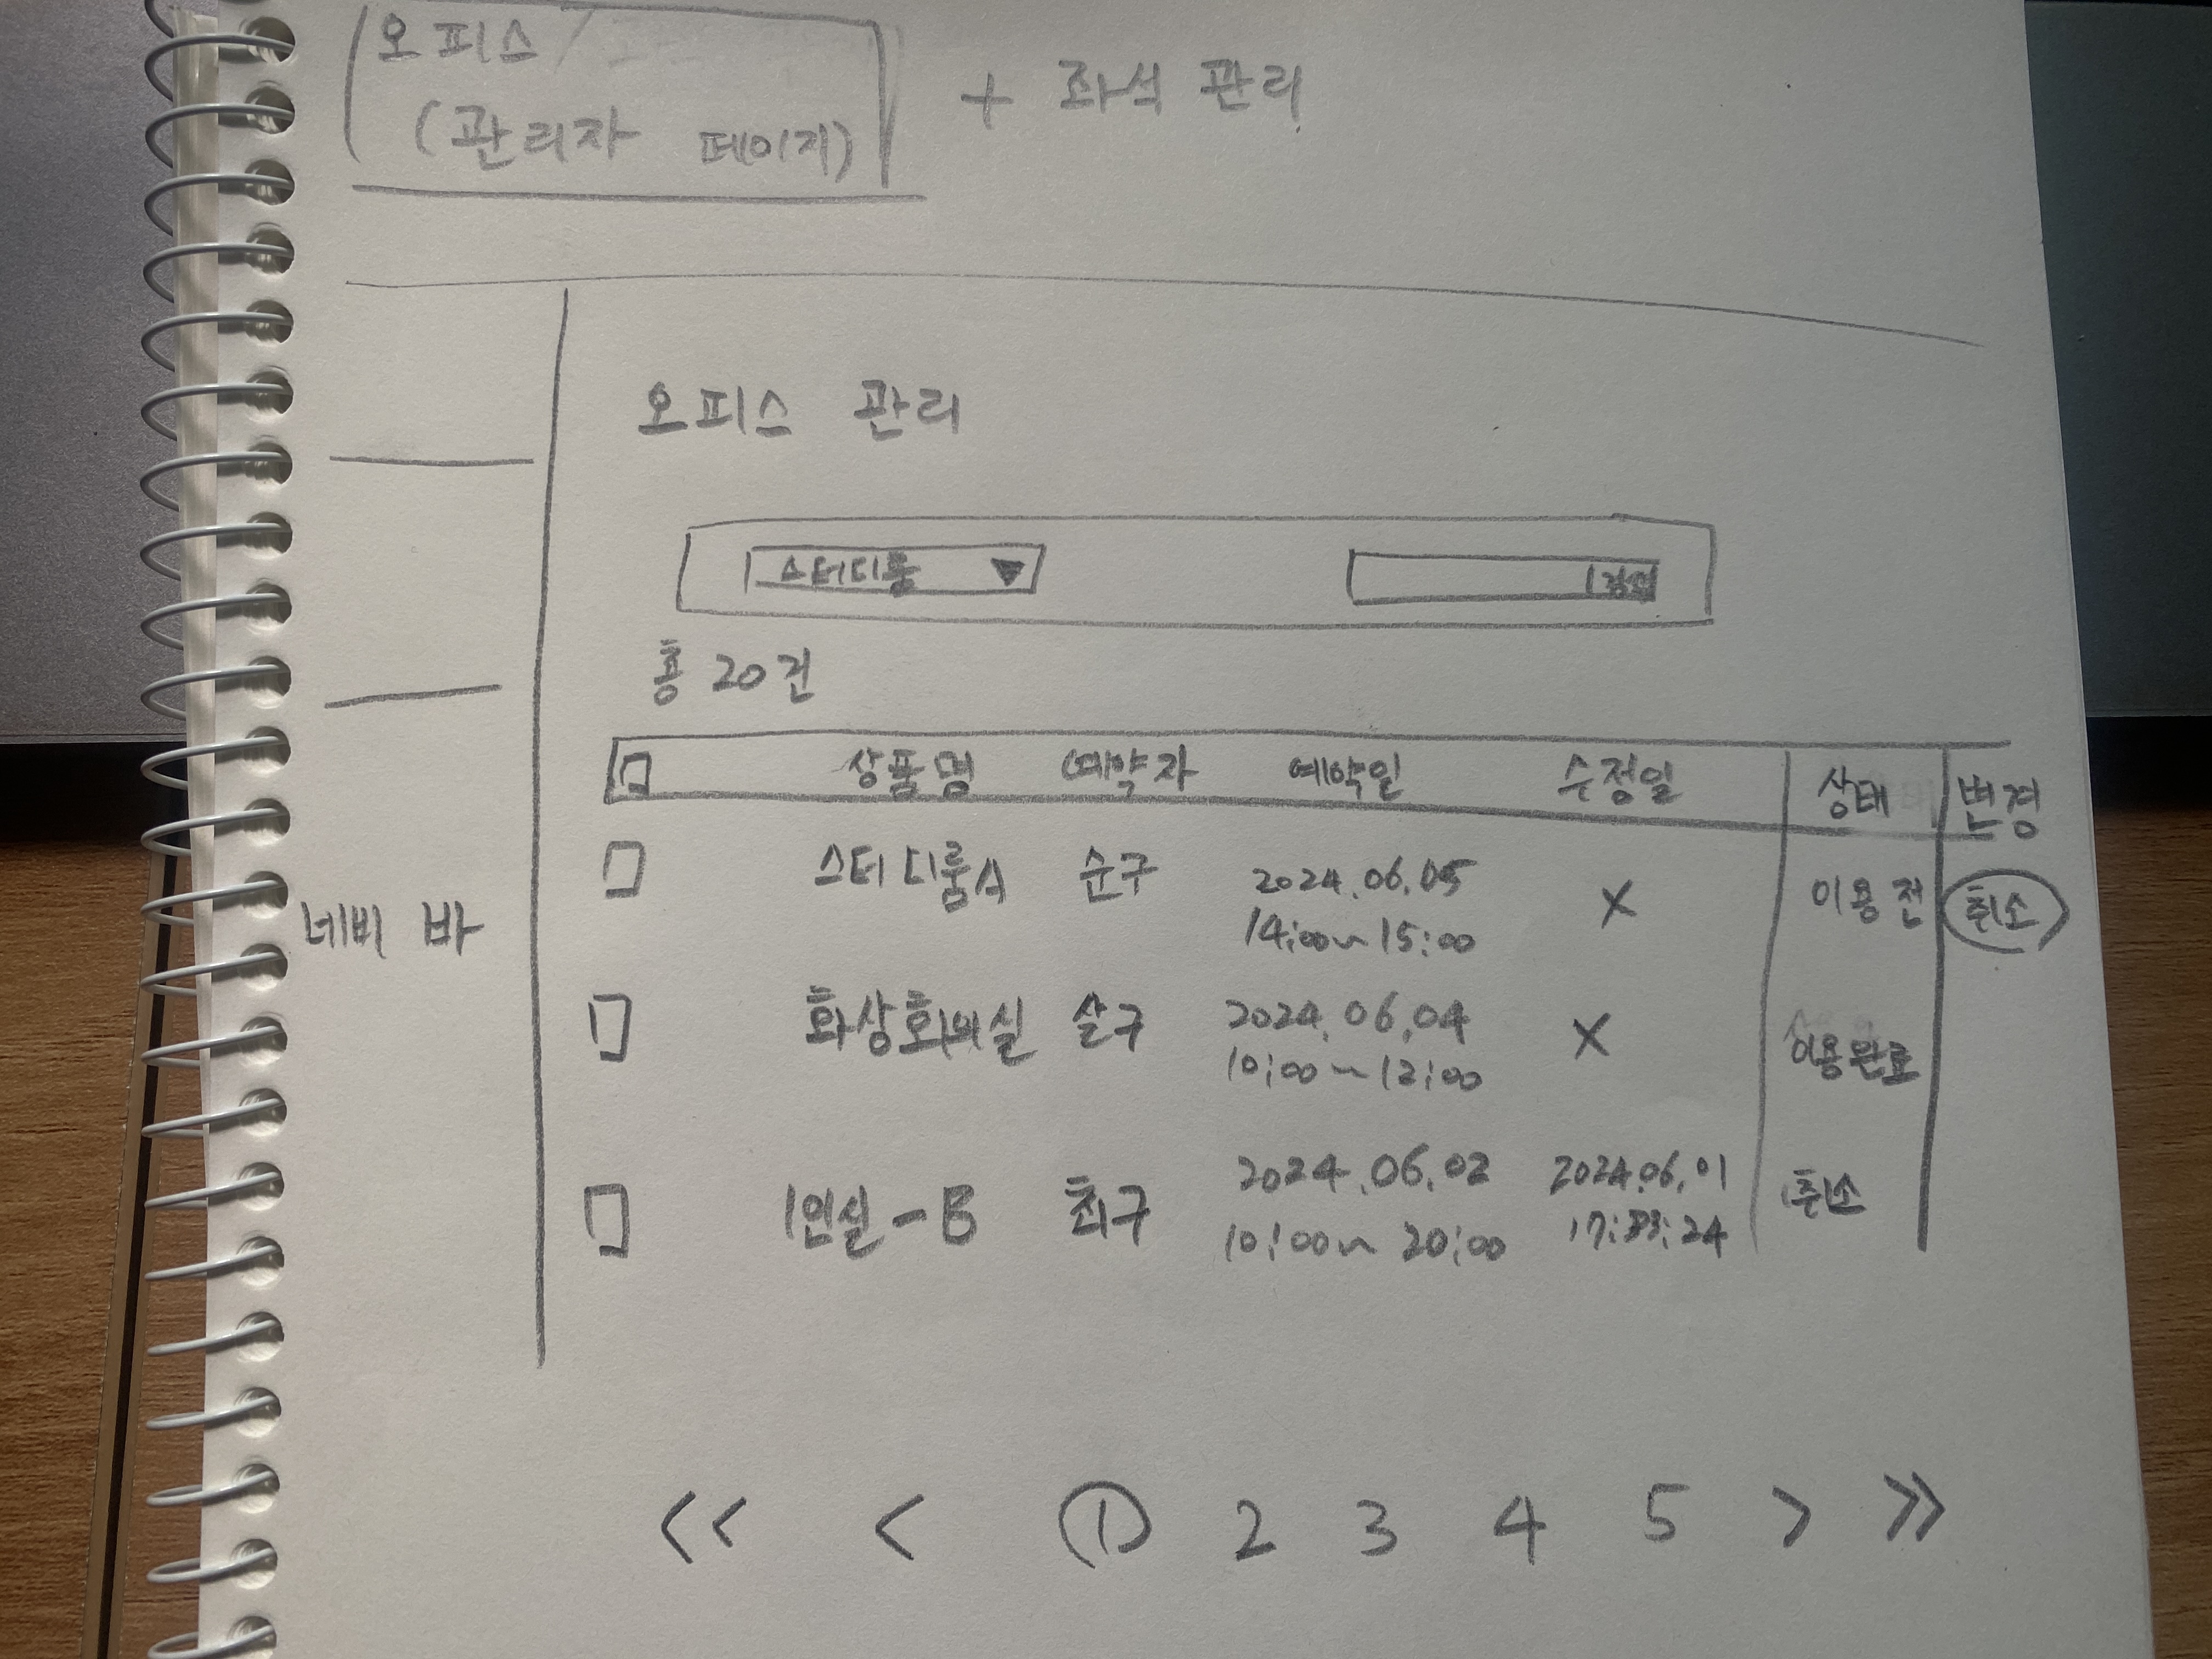 오피스
(관리자 페이지)
+ 좌석 관리
오피스 관리
스터디룸 ▼
총 20건
상품명 예약자 예약일 수정일 상태 변경
스터디룸A 순구 2024.06.05 X 이용 전 취소
14:00~15:00
네비 바
화상회의실 살구 2024.06.04 X 이용완료
10:00~12:00
1인실-B 최구 2024.06.02 2024.06.01 취소
10:00~20:00 17:33:24
<< < 1 2 3 4 5 > >>